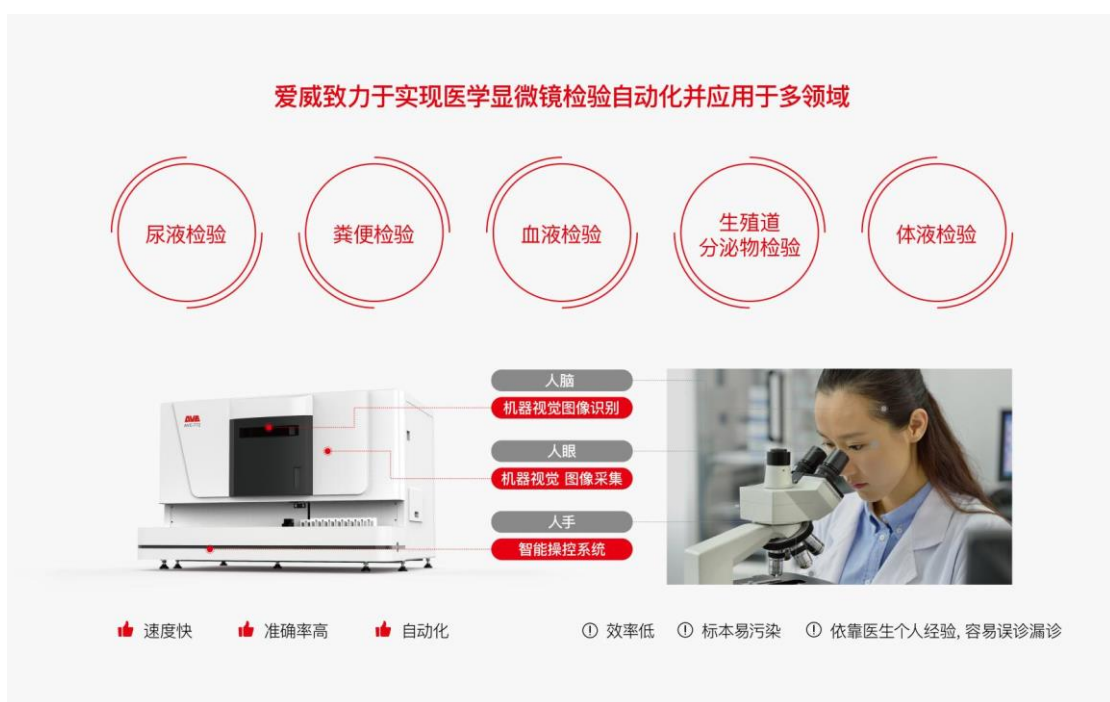 爱威致力于实现医学显微镜检验自动化并应用于多领域
尿液检验
粪便检验
血液检验
生殖道
分泌物检验
体液检验
AVE
人脑
机器视觉图像识别
人眼
机器视觉 图像采集
人手
智能操控系统
速度快
准确率高
自动化
效率低
标本易污染
依靠医生个人经验, 容易误诊漏诊